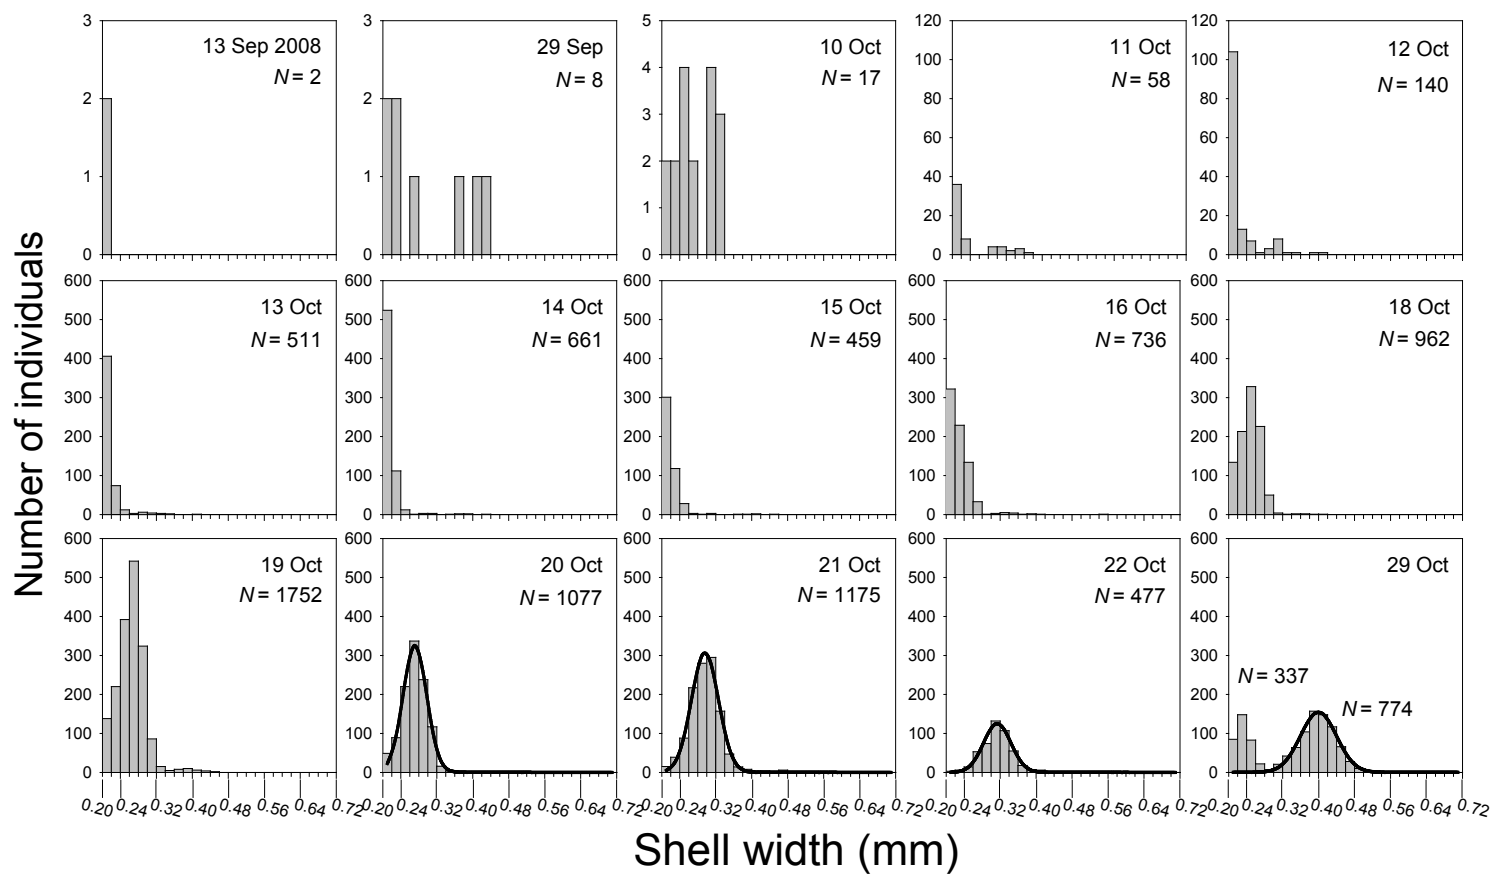 Number of individuals
3
2
1
0
13 Sep 2008
N = 2
3
2
1
0
29 Sep
N = 8
5
4
3
2
1
0
10 Oct
N = 17
120
100
80
60
40
20
0
11 Oct
N = 58
120
100
80
60
40
20
0
12 Oct
N = 140
600
500
400
300
200
100
0
13 Oct
N = 511
600
500
400
300
200
100
0
14 Oct
N = 661
600
500
400
300
200
100
0
15 Oct
N = 459
600
500
400
300
200
100
0
16 Oct
N = 736
600
500
400
300
200
100
0
18 Oct
N = 962
600
500
400
300
200
100
0
19 Oct
N = 1752
0.20 0.24 0.32 0.40 0.48 0.56 0.64 0.72
600
500
400
300
200
100
0
20 Oct
N = 1077
0.20 0.24 0.32 0.40 0.48 0.56 0.64 0.72
600
500
400
300
200
100
0
21 Oct
N = 1175
0.20 0.24 0.32 0.40 0.48 0.56 0.64 0.72
600
500
400
300
200
100
0
22 Oct
N = 477
0.20 0.24 0.32 0.40 0.48 0.56 0.64 0.72
600
500
400
300
200
100
0
29 Oct
N = 337
N = 774
0.20 0.24 0.32 0.40 0.48 0.56 0.64 0.72
Shell width (mm)